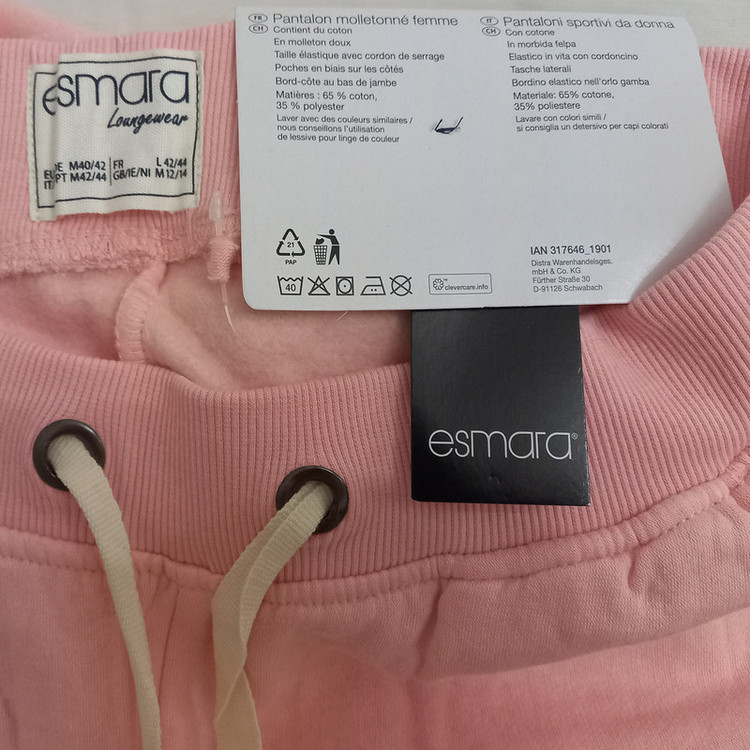 esmara
Loungewear
DE M40/42 FR L 42/44
IT/PT M42/44 GB/IE/NI M 12/14
FR Pantalon molletonné femme
CH Contient du coton
En molleton doux
Taille élastique avec cordon de serrage
Poches en biais sur les côtés
Bord-côte au bas de jambe
Matières : 65 % coton,
35 % polyester
Laver avec des couleurs similaires /
nous conseillons l'utilisation
de lessive pour linge de couleur
IT Pantaloni sportivi da donna
CH Con cotone
In morbida felpa
Elastico in vita con cordoncino
Tasche laterali
Bordino elastico nell'orlo gamba
Materiale: 65% cotone,
35% poliestere
Lavare con colori simili /
si consiglia un detersivo per capi colorati
21
PAP
40
clevercare.info
IAN 317646_1901
Distra Warenhandelsges.
mbH & Co. KG
Fürther Straße 30
D-91126 Schwabach
esmara®